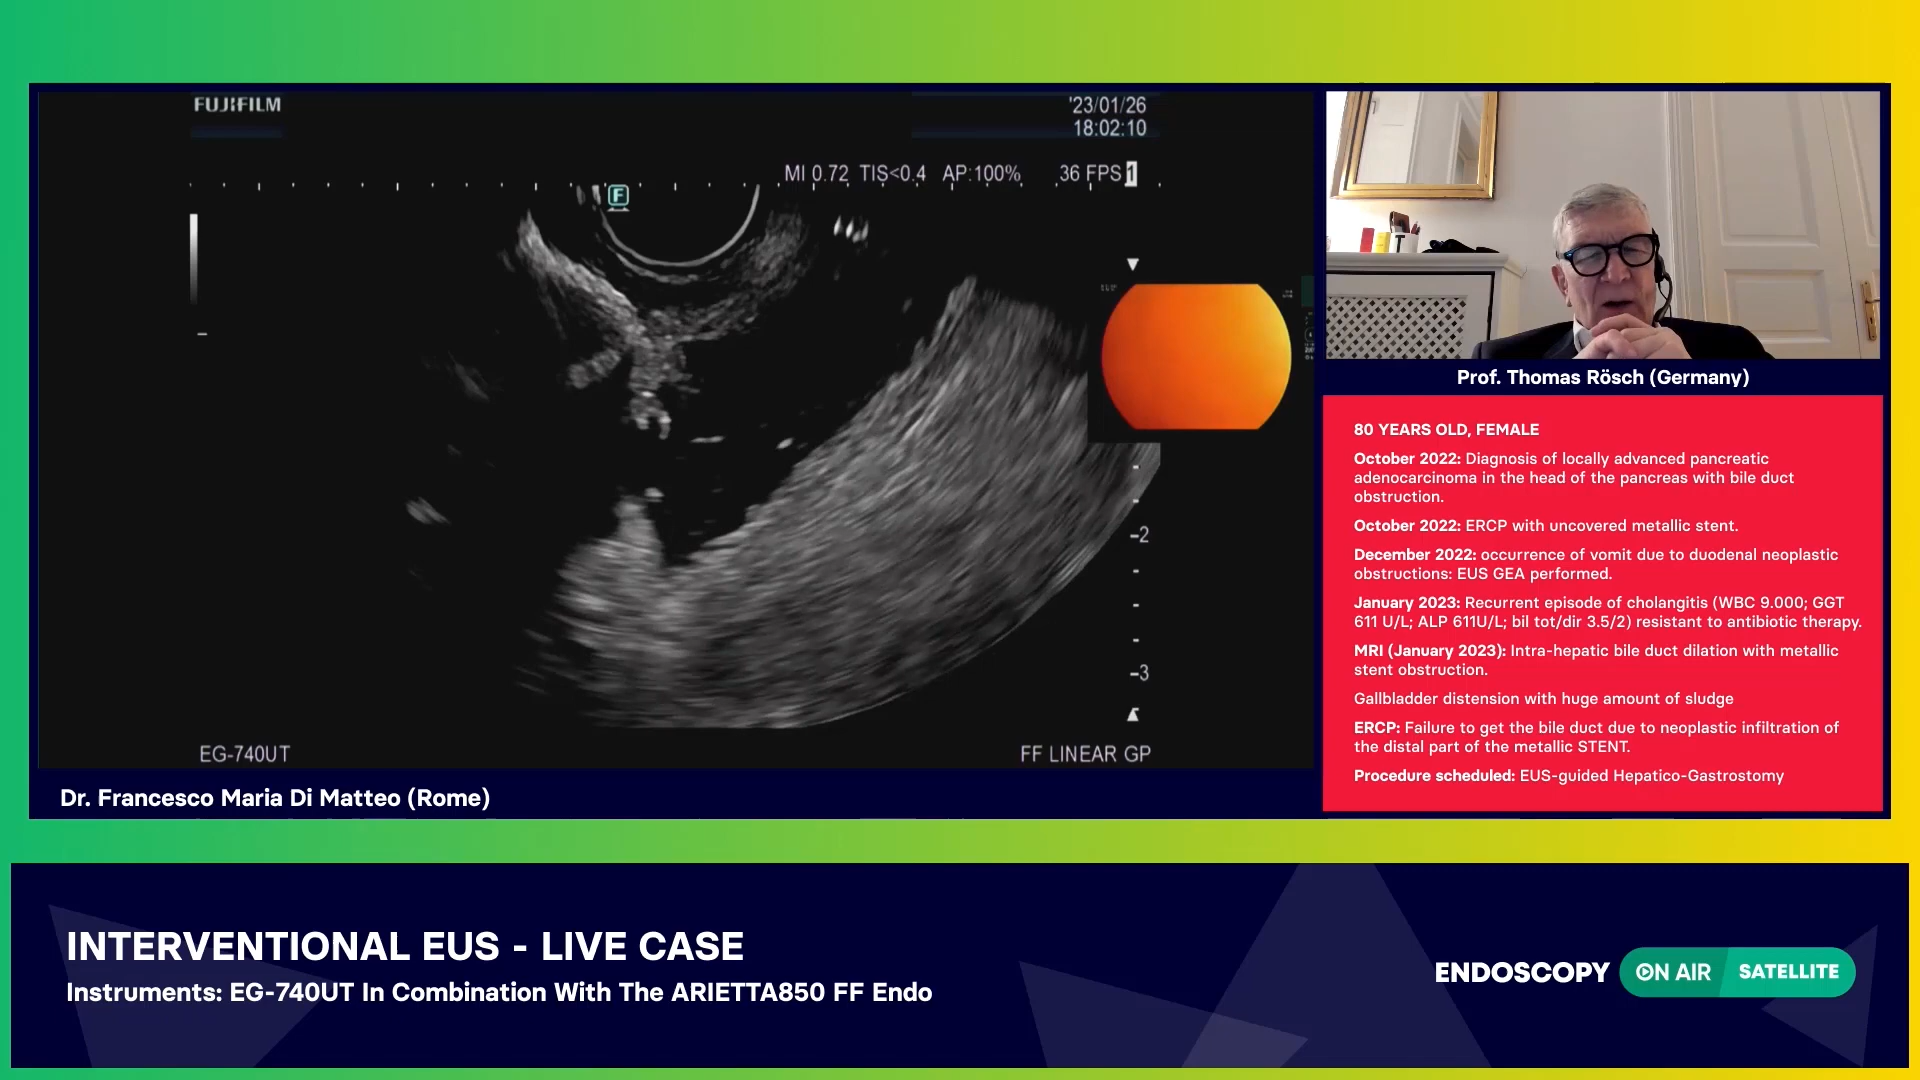 FUJIFILM
'23/01/26
18:02:10
MI 0.72 TIS<0.4 AP:100% 36 FPS 1
F
-2
-3
EG-740UT
FF LINEAR GP
Dr. Francesco Maria Di Matteo (Rome)
Prof. Thomas Rösch (Germany)
80 YEARS OLD, FEMALE
October 2022: Diagnosis of locally advanced pancreatic
adenocarcinoma in the head of the pancreas with bile duct
obstruction.
October 2022: ERCP with uncovered metallic stent.
December 2022: occurrence of vomit due to duodenal neoplastic
obstructions: EUS GEA performed.
January 2023: Recurrent episode of cholangitis (WBC 9.000; GGT
611 U/L; ALP 611U/L; bil tot/dir 3.5/2) resistant to antibiotic therapy.
MRI (January 2023): Intra-hepatic bile duct dilation with metallic
stent obstruction.
Gallbladder distension with huge amount of sludge
ERCP: Failure to get the bile duct due to neoplastic infiltration of
the distal part of the metallic STENT.
Procedure scheduled: EUS-guided Hepatico-Gastrostomy
INTERVENTIONAL EUS - LIVE CASE
Instruments: EG-740UT In Combination With The ARIETTA850 FF Endo
ENDOSCOPY ON AIR SATELLITE